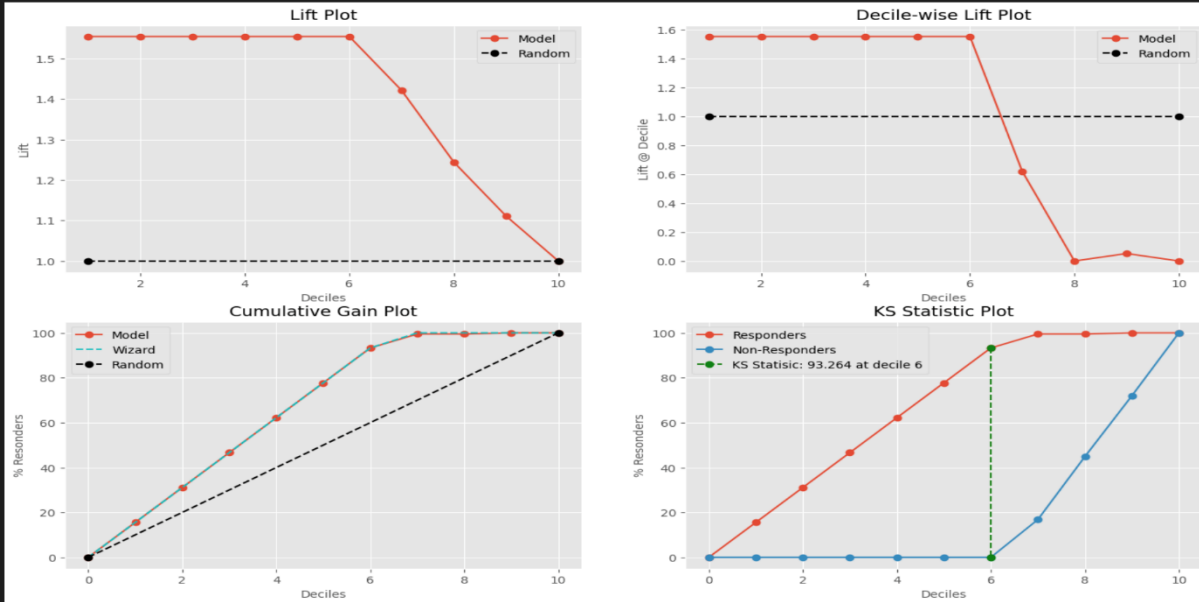 Lift Plot
Model
Random
Lift
1.5
1.4
1.3
1.2
1.1
1.0
2
4
6
8
10
Deciles
Decile-wise Lift Plot
Model
Random
Lift @ Decile
1.6
1.4
1.2
1.0
0.8
0.6
0.4
0.2
0.0
2
4
6
8
10
Deciles
Cumulative Gain Plot
Model
Wizard
Random
% Resonders
100
80
60
40
20
0
0
2
4
6
8
10
Deciles
KS Statistic Plot
Responders
Non-Responders
KS Statisic: 93.264 at decile 6
% Resonders
100
80
60
40
20
0
0
2
4
6
8
10
Deciles